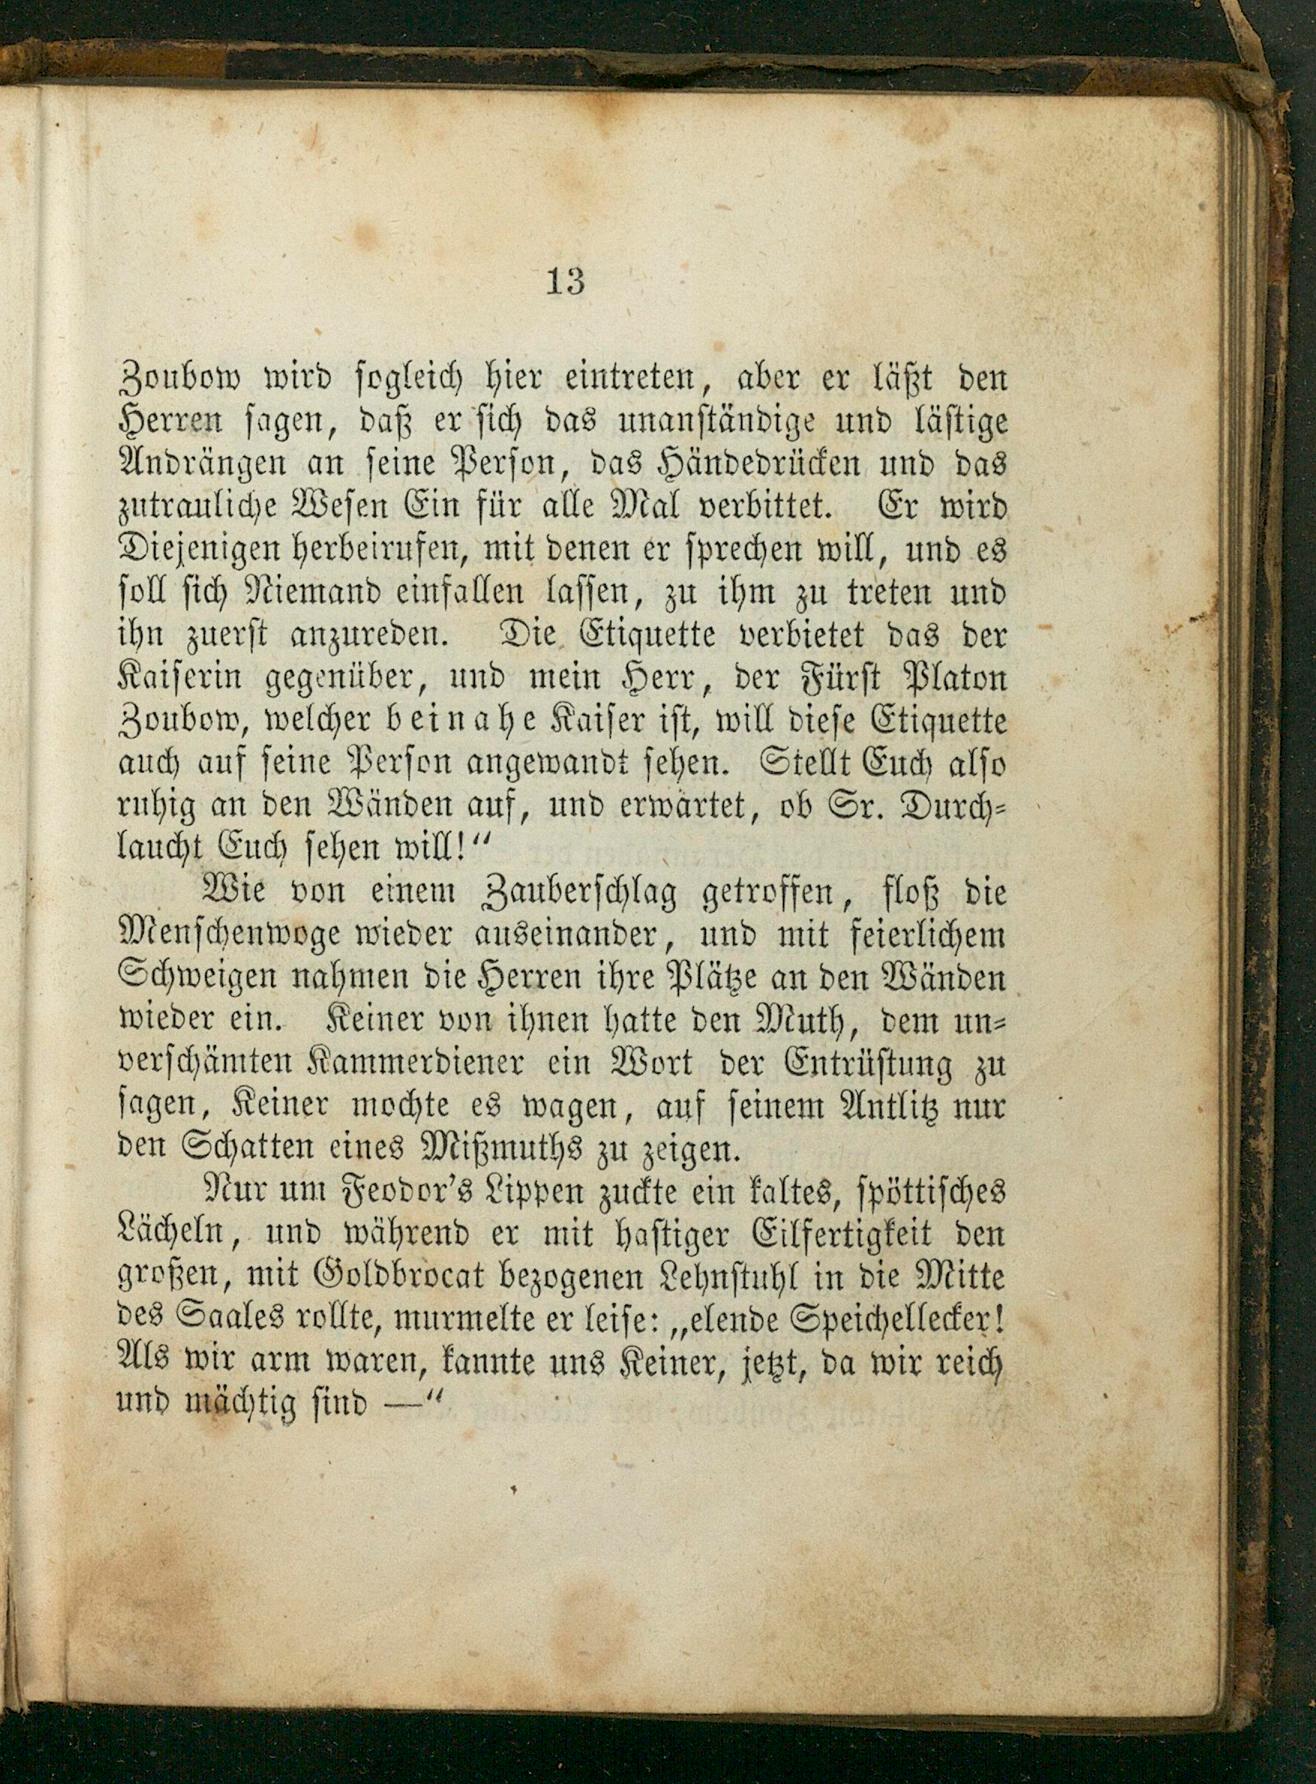 13
Zoubow wird sogleich hier eintreten, aber er läßt den
Herren sagen, daß er sich das unanständige und lästige
Andrängen an seine Person, das Händedrücken und das
zutrauliche Wesen Ein für alle Mal verbittet. Er wird
Diejenigen herbeirufen, mit denen er sprechen will, und es
soll sich Niemand einfallen lassen, zu ihm zu treten und
ihn zuerst anzureden. Die Etiquette verbietet das der
Kaiserin gegenüber, und mein Herr, der Fürst Platon
Zoubow, welcher beinahe Kaiser ist, will diese Etiquette
auch auf seine Person angewandt sehen. Stellt Euch also
ruhig an den Wänden auf, und erwartet, ob Sr. Durch-
laucht Euch sehen will!“
Wie von einem Zauberschlag getroffen, floß die
Menschenwoge wieder auseinander, und mit feierlichem
Schweigen nahmen die Herren ihre Plätze an den Wänden
wieder ein. Keiner von ihnen hatte den Muth, dem un-
verschämten Kammerdiener ein Wort der Entrüstung zu
sagen, Keiner mochte es wagen, auf seinem Antlitz nur
den Schatten eines Mißmuths zu zeigen.
Nur um Feodor's Lippen zuckte ein kaltes, spöttisches
Lächeln, und während er mit hastiger Eilfertigkeit den
großen, mit Goldbrocat bezogenen Lehnstuhl in die Mitte
des Saales rollte, murmelte er leise: „elende Speichellecker!
Als wir arm waren, kannte uns Keiner, jetzt, da wir reich
und mächtig sind —“